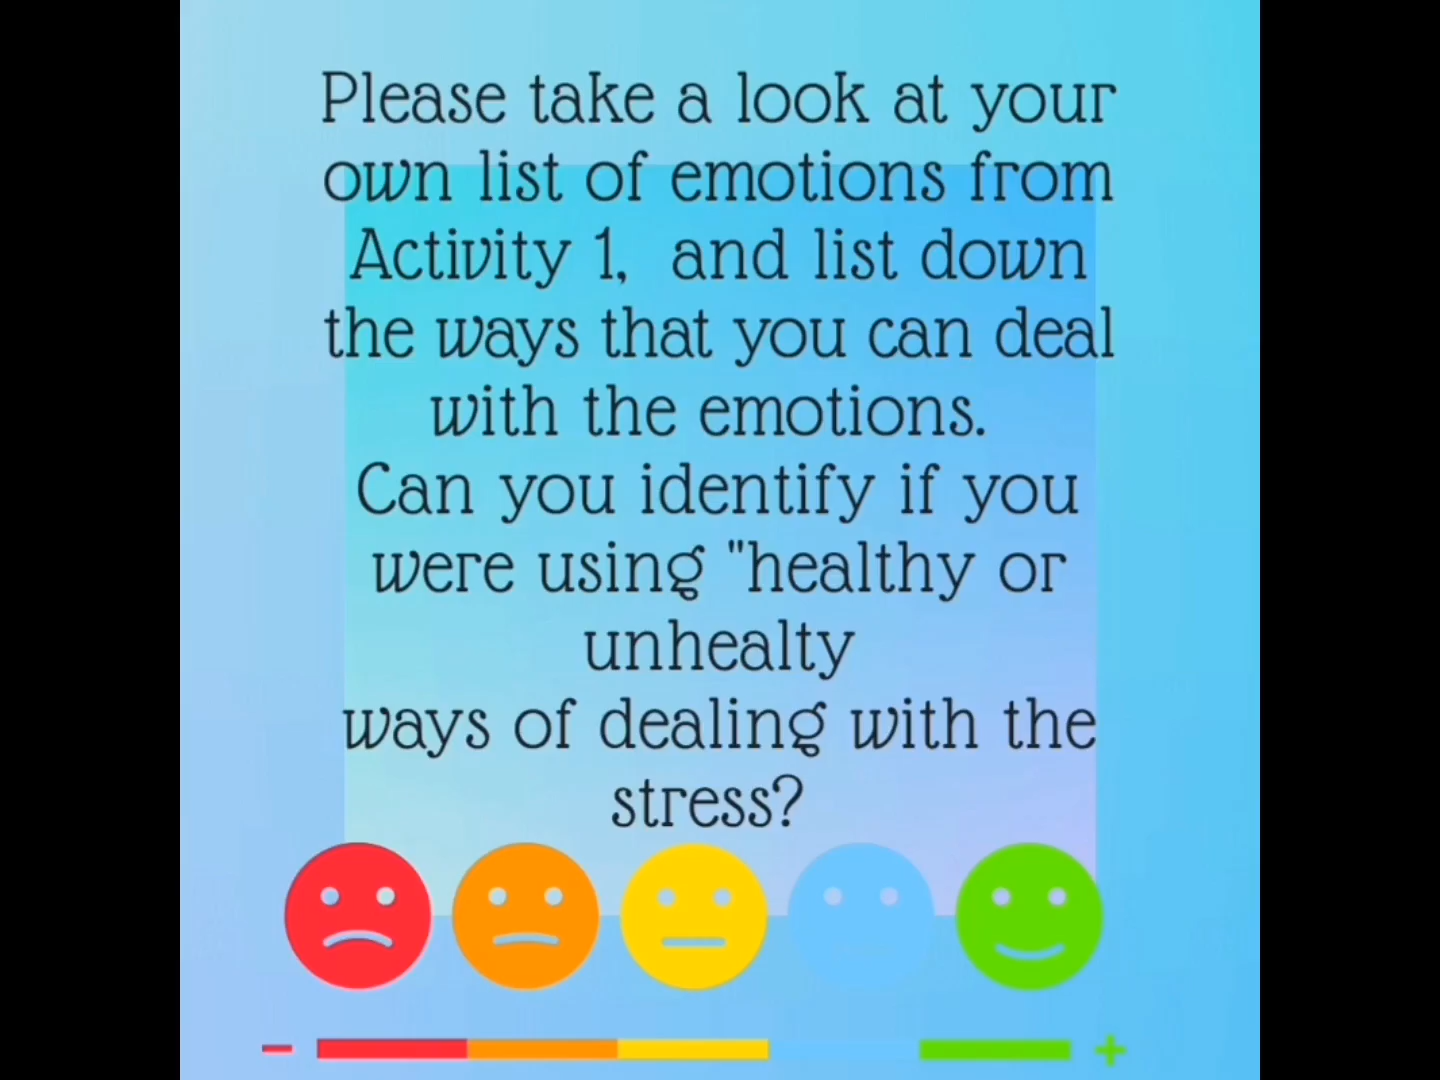 Please take a look at your
own list of emotions from
Activity 1, and list down
the ways that you can deal
with the emotions.
Can you identify if you
were using "healthy or
unhealty
ways of dealing with the
stress?
- +